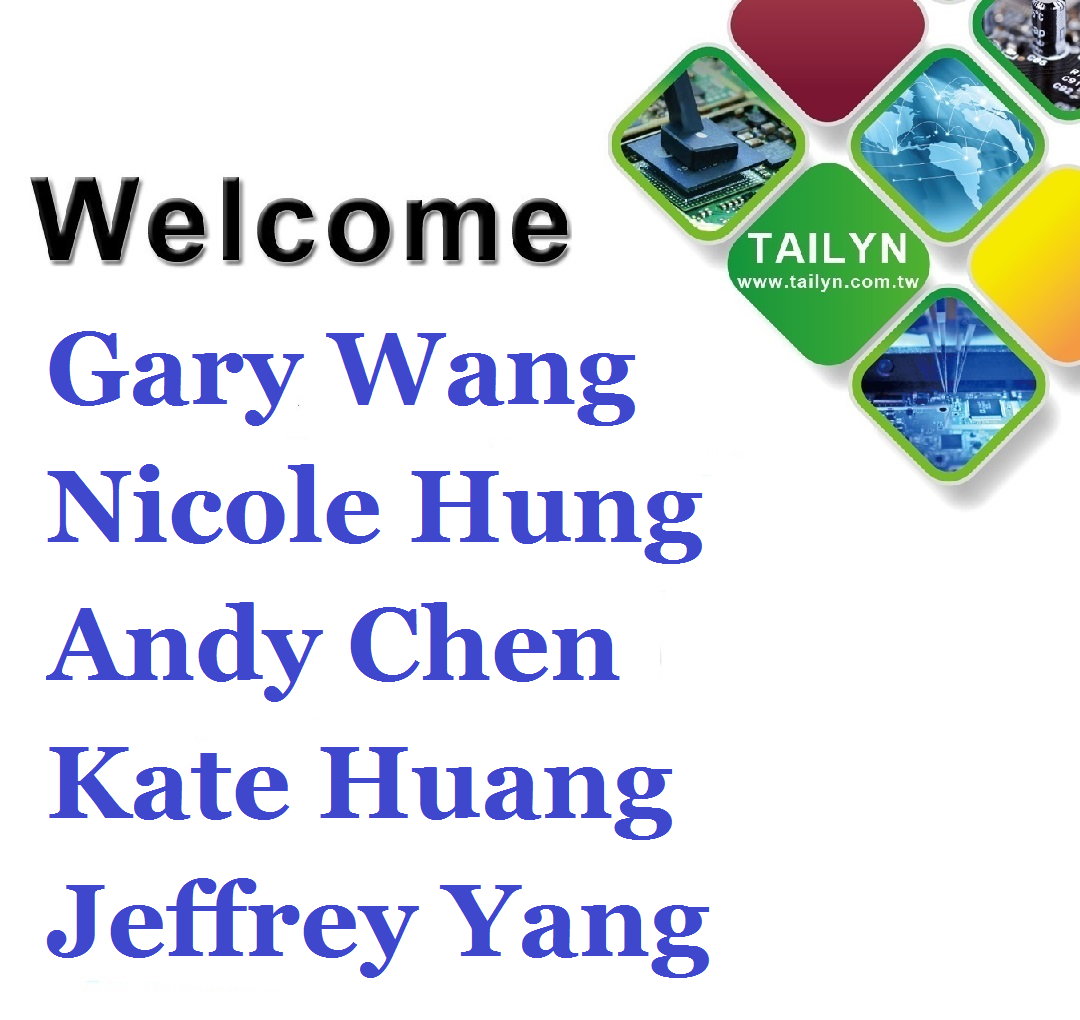 TAILYN
www.tailyn.com.tw
Welcome
Gary Wang
Nicole Hung
Andy Chen
Kate Huang
Jeffrey Yang